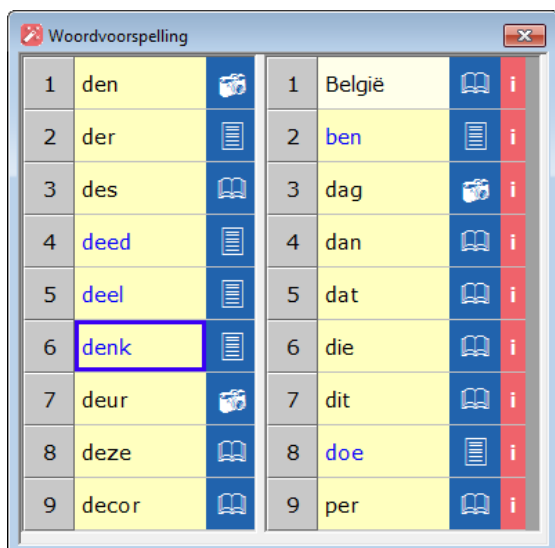 Woordvoorspelling
1 den 1 België i
2 der 2 ben i
3 des 3 dag i
4 deed 4 dan i
5 deel 5 dat i
6 denk 6 die i
7 deur 7 dit i
8 deze 8 doe i
9 decor 9 per i